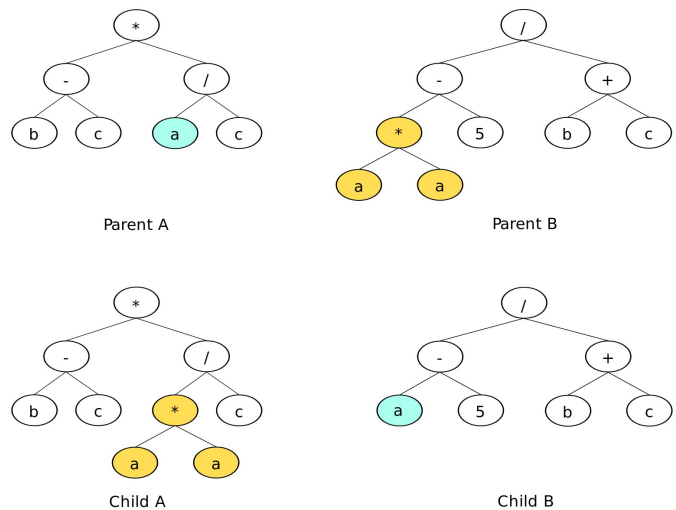 * /
- / - +
b c a c * 5 b c
a a
Parent A Parent B
* /
- / - +
b c * c a 5 b c
a a
Child A Child B